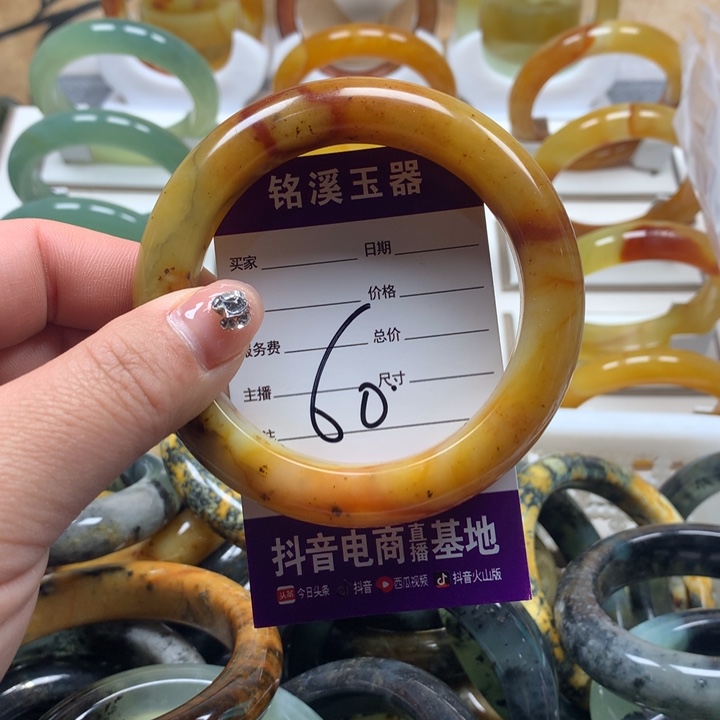 铭溪玉器
买家 日期
价格
务费 总价
主播 尺寸
60.
抖音电商直播基地
头条 今日头条 抖音 西瓜视频 抖音火山版